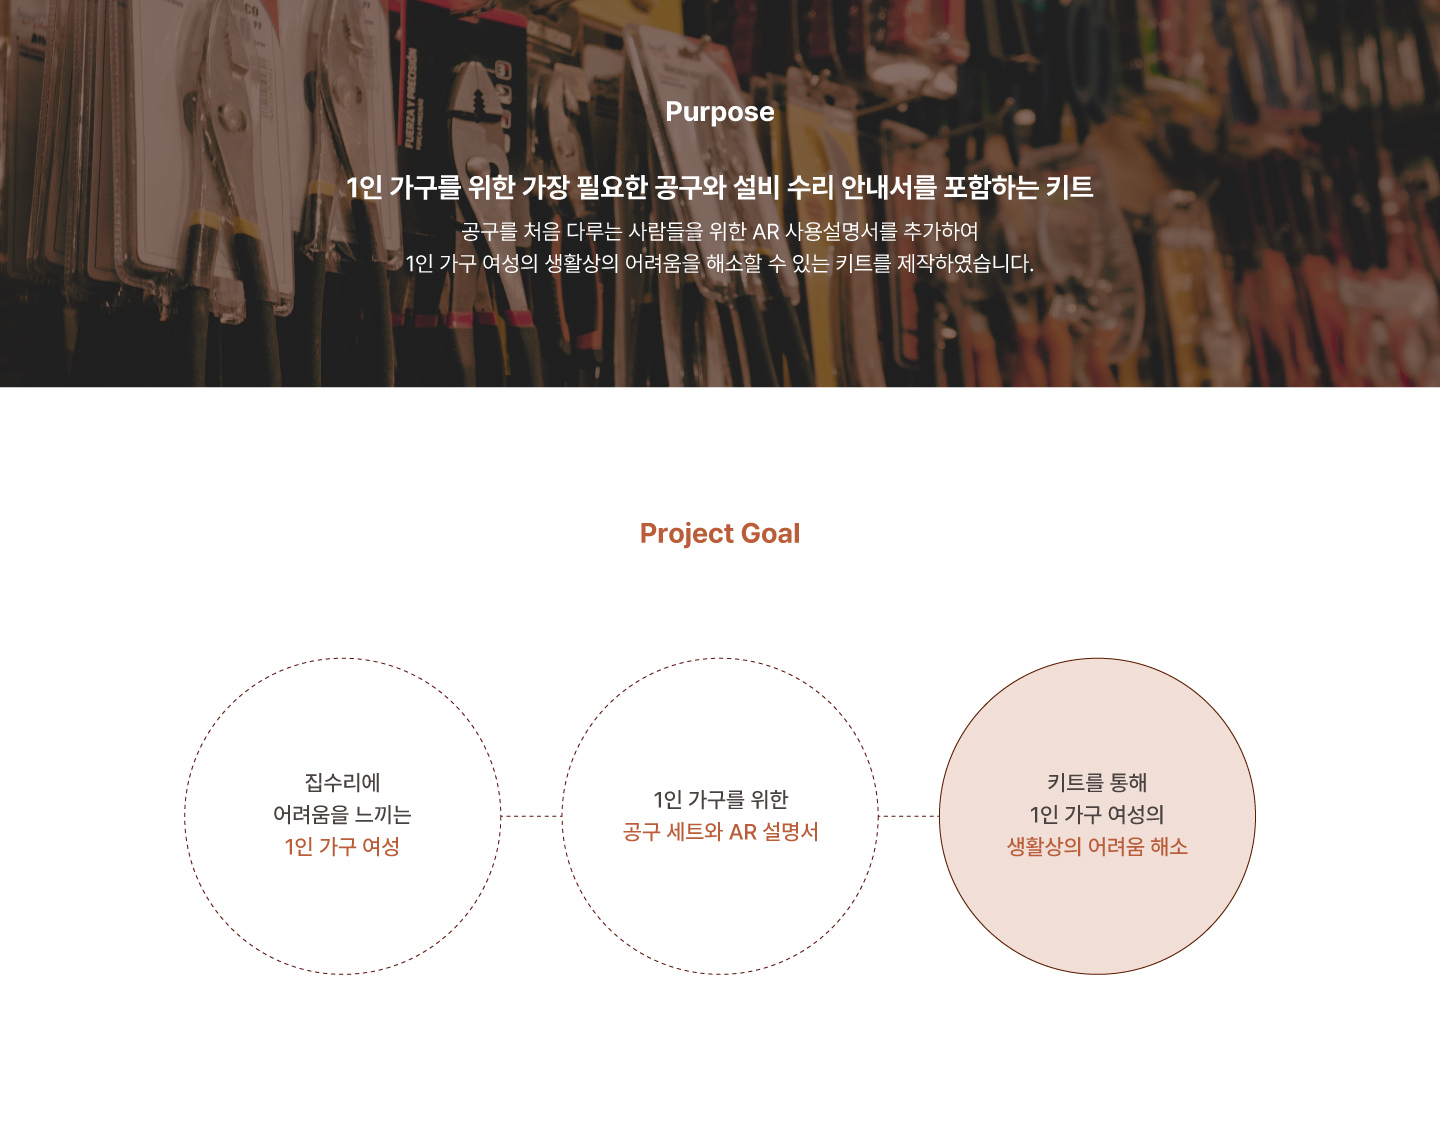 Purpose
1인 가구를 위한 가장 필요한 공구와 설비 수리 안내서를 포함하는 키트
공구를 처음 다루는 사람들을 위한 AR 사용설명서를 추가하여
1인 가구 여성의 생활상의 어려움을 해소할 수 있는 키트를 제작하였습니다.
FUERZA Y PRECISIÓN
Project Goal
집수리에
어려움을 느끼는
1인 가구 여성
1인 가구를 위한
공구 세트와 AR 설명서
키트를 통해
1인 가구 여성의
생활상의 어려움 해소